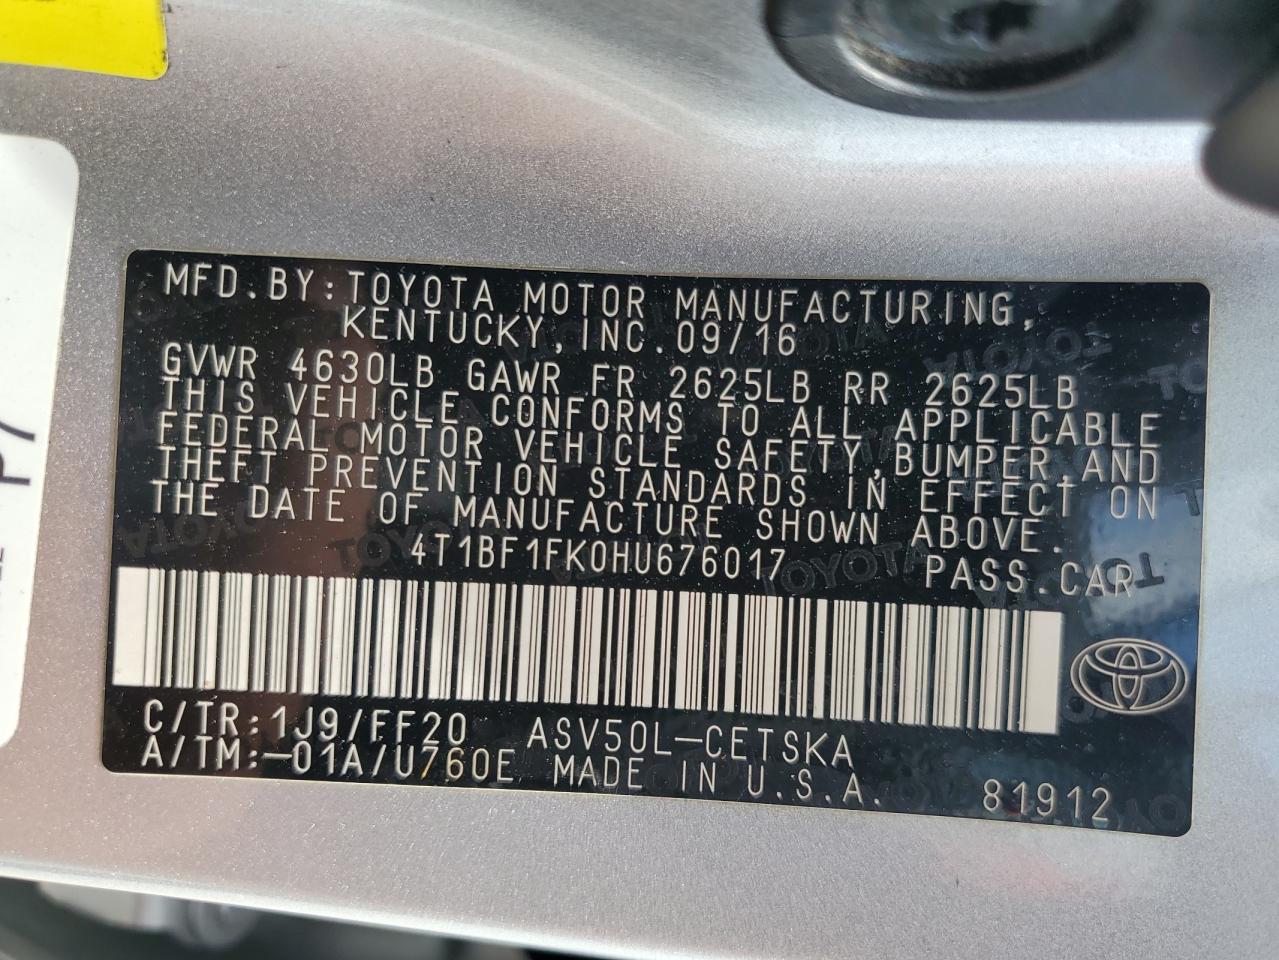 MFD.BY:TOYOTA MOTOR MANUFACTURING,
KENTUCKY,INC.09/16
GVWR 4630LB GAWR FR 2625LB RR 2625LB
THIS VEHICLE CONFORMS TO ALL APPLICABLE
FEDERAL MOTOR VEHICLE SAFETY,BUMPER AND
THEFT PREVENTION STANDARDS IN EFFECT ON
THE DATE OF MANUFACTURE SHOWN ABOVE.
4T1BF1FK0HU676017 PASS.CAR
C/TR:1J9/FF20 ASV50L-CETSKA
A/TM:-01A/U760E MADE IN U.S.A. 81912
P7